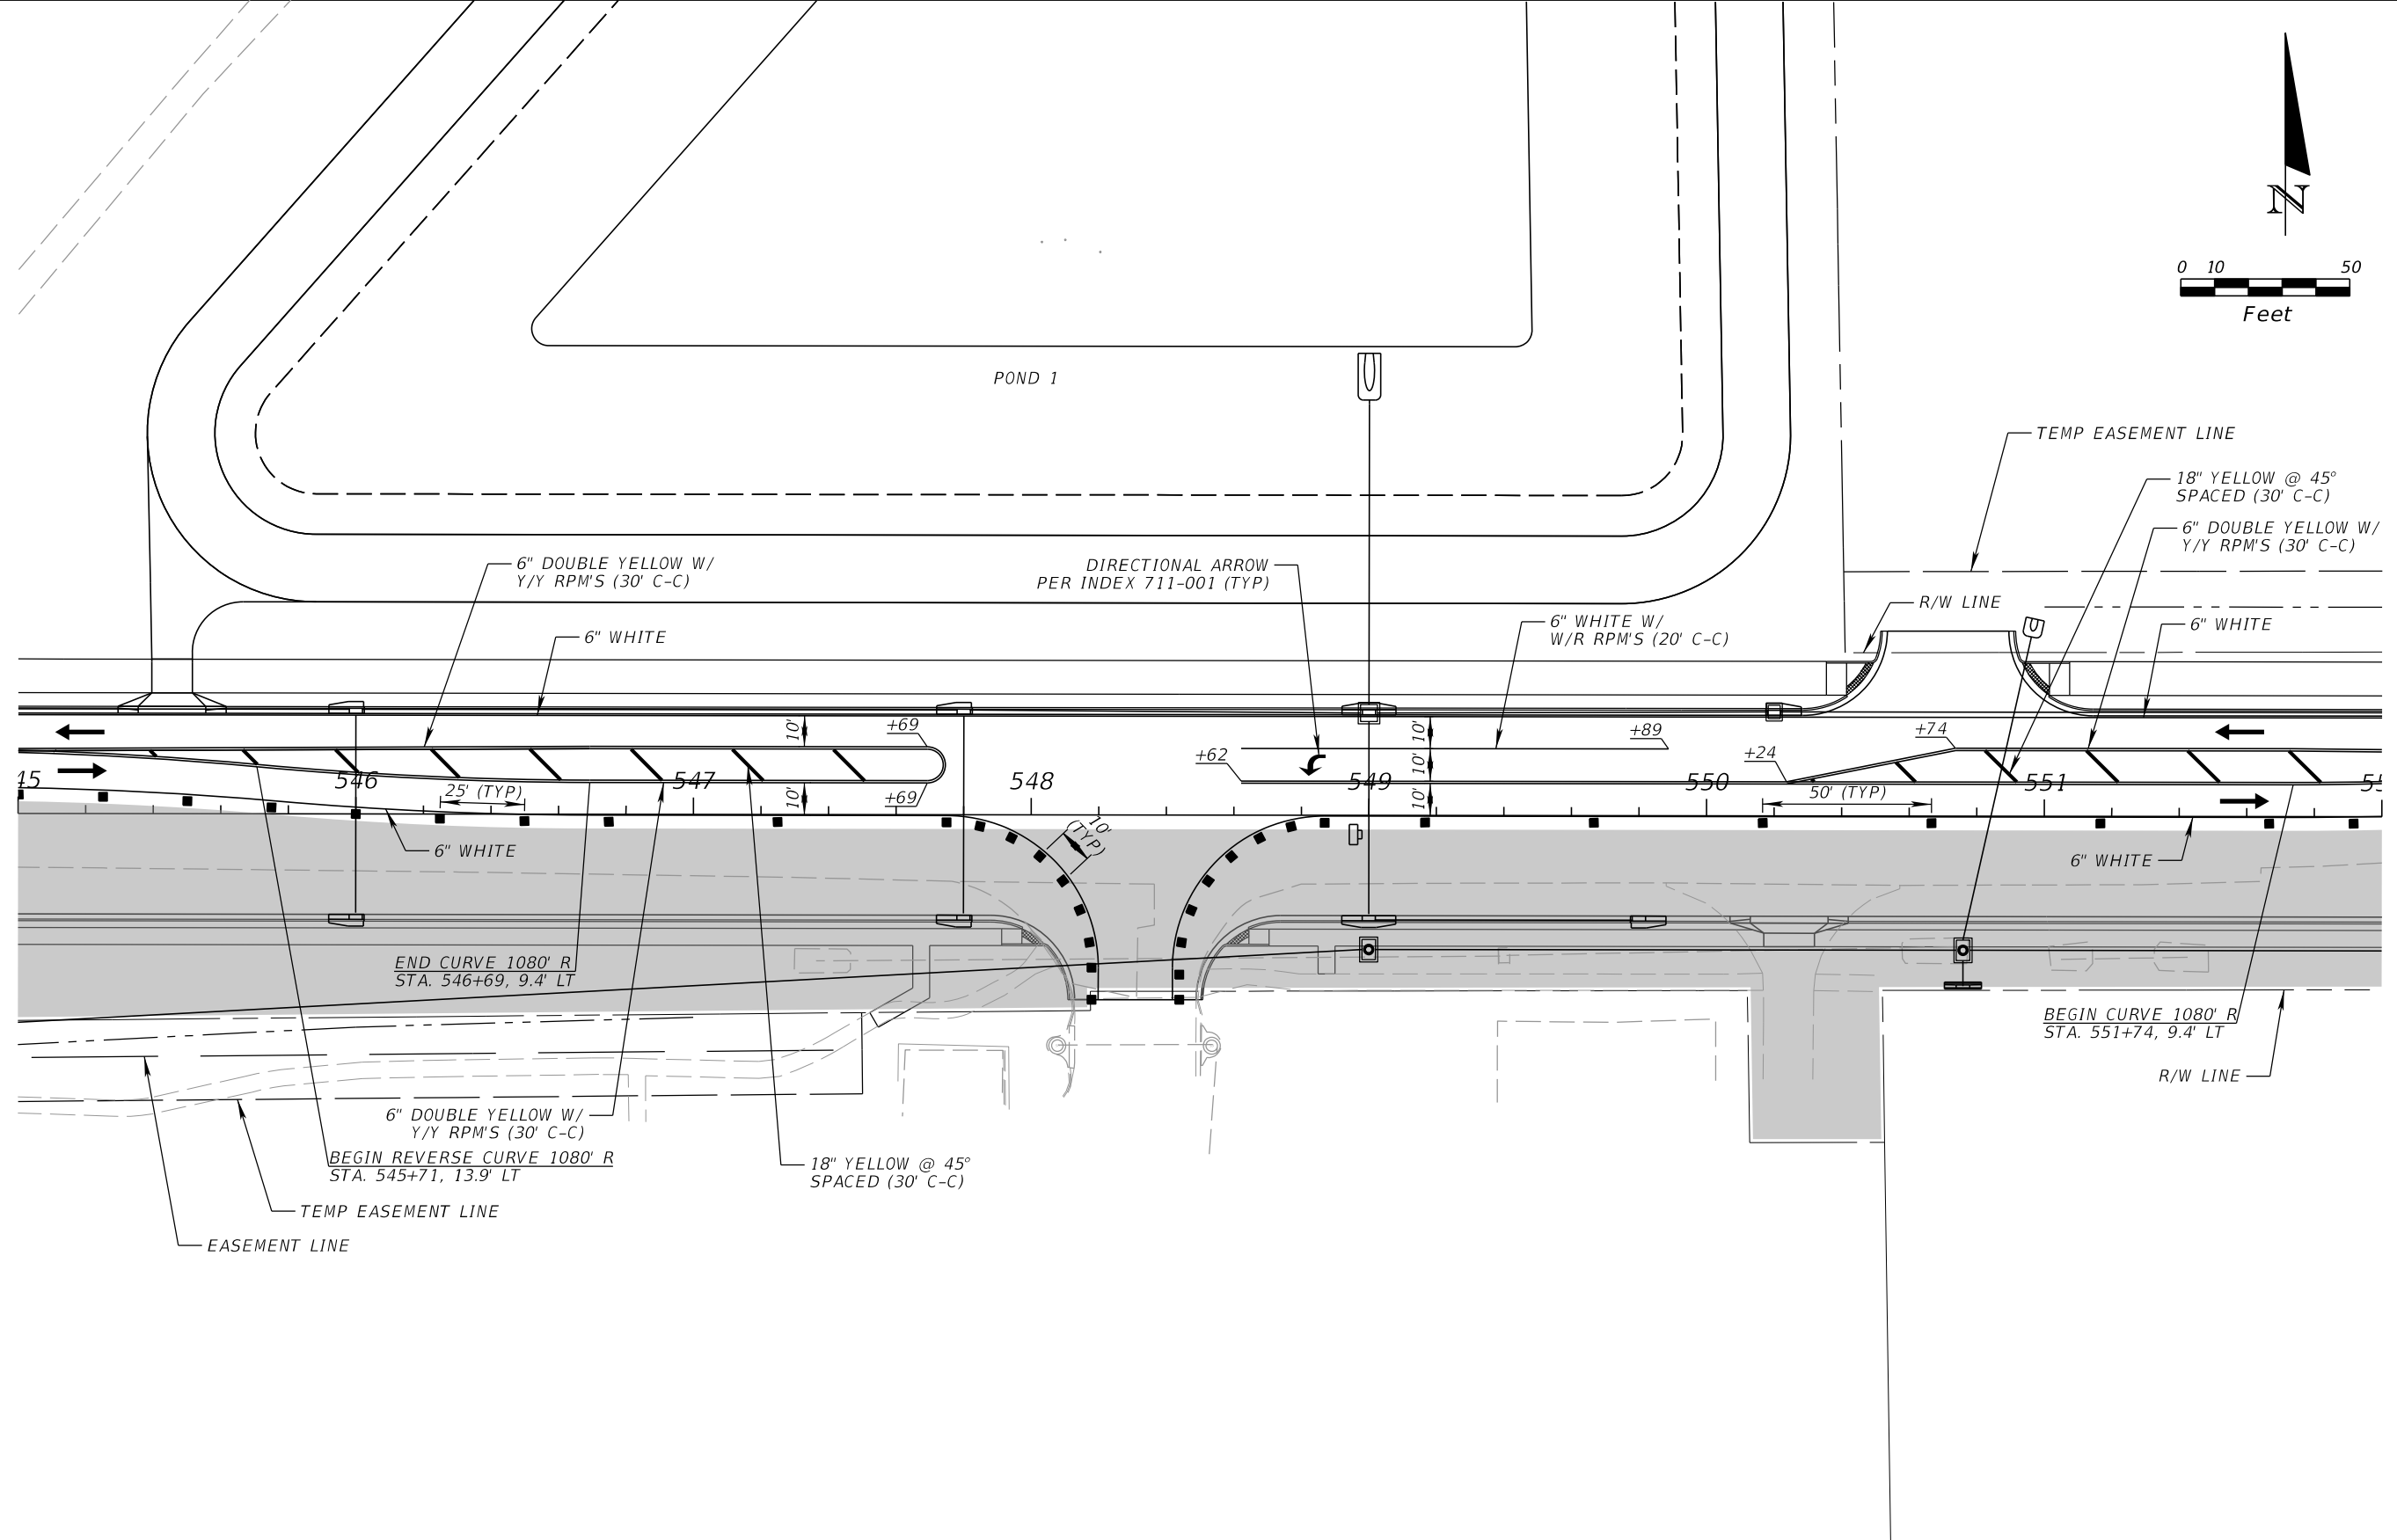 N
0 10 50
Feet
POND 1
TEMP EASEMENT LINE
18" YELLOW @ 45°
SPACED (30' C-C)
6" DOUBLE YELLOW W/
Y/Y RPM'S (30' C-C)
6" DOUBLE YELLOW W/
Y/Y RPM'S (30' C-C)
DIRECTIONAL ARROW
PER INDEX 711-001 (TYP)
R/W LINE
6" WHITE W/
W/R RPM'S (20' C-C)
6" WHITE
6" WHITE
10'
+69
10'
+89
+74
+62
10'
+24
546
547
548
549
550
551
25' (TYP)
10'
+69
10'
50' (TYP)
10'
(TYP)
6" WHITE
6" WHITE
END CURVE 1080' R
STA. 546+69, 9.4' LT
BEGIN CURVE 1080' R
STA. 551+74, 9.4' LT
R/W LINE
6" DOUBLE YELLOW W/
Y/Y RPM'S (30' C-C)
BEGIN REVERSE CURVE 1080' R
STA. 545+71, 13.9' LT
18" YELLOW @ 45°
SPACED (30' C-C)
TEMP EASEMENT LINE
EASEMENT LINE